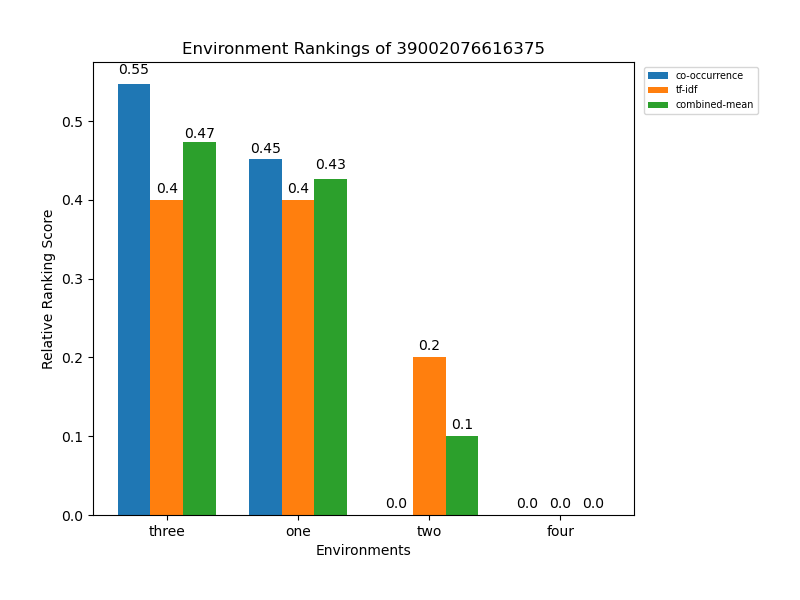 Environment Rankings of 39002076616375
co-occurrence
tf-idf
combined-mean
Relative Ranking Score
0.5
0.4
0.3
0.2
0.1
0.0
0.55
0.4
0.47
0.45
0.4
0.43
0.0
0.2
0.1
0.0
0.0
0.0
three
one
two
four
Environments